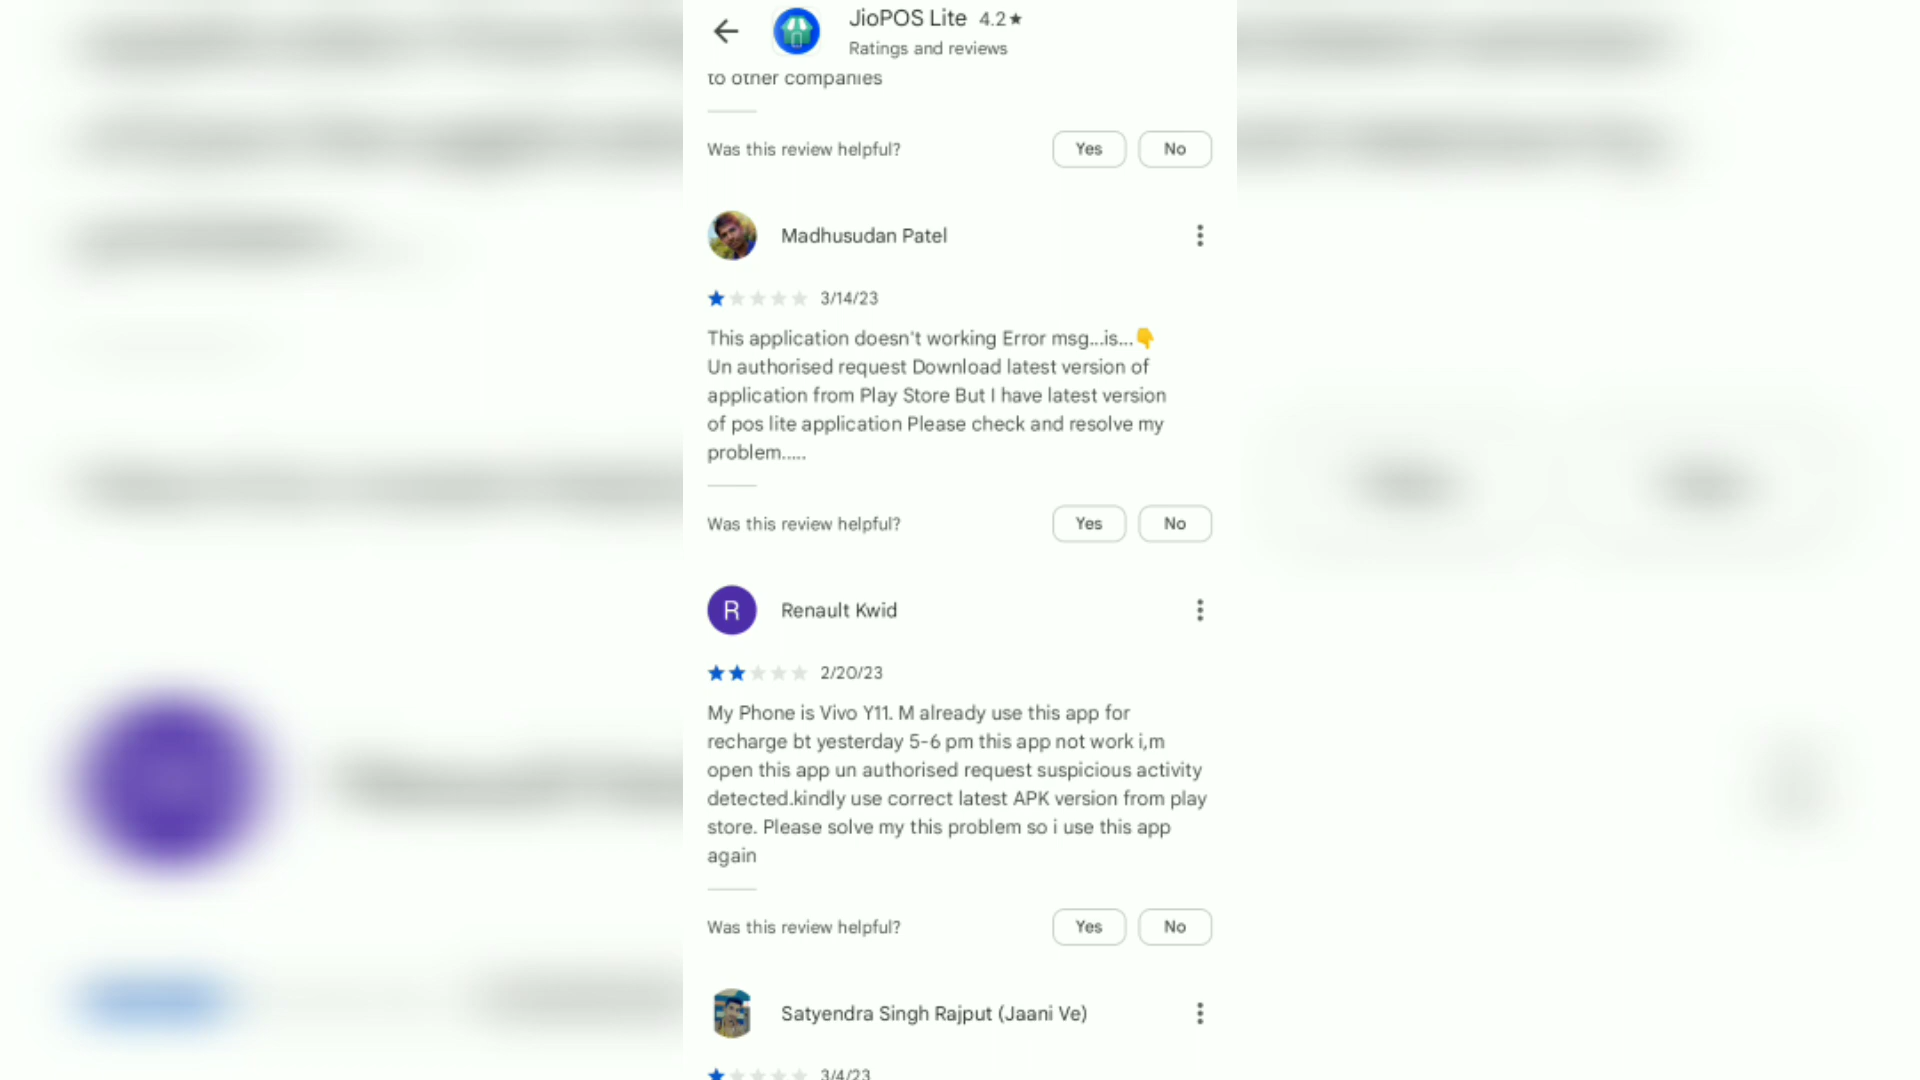 JioPOS Lite 4.2★
Ratings and reviews
to other companies
Was this review helpful? Yes No
Madhusudan Patel
3/14/23
This application doesn't working Error msg...is...👇
Un authorised request Download latest version of
application from Play Store But I have latest version
of pos lite application Please check and resolve my
problem.....
Was this review helpful? Yes No
R Renault Kwid
2/20/23
My Phone is Vivo Y11. M already use this app for
recharge bt yesterday 5-6 pm this app not work i,m
open this app un authorised request suspicious activity
detected.kindly use correct latest APK version from play
store. Please solve my this problem so i use this app
again
Was this review helpful? Yes No
Satyendra Singh Rajput (Jaani Ve)
3/4/23